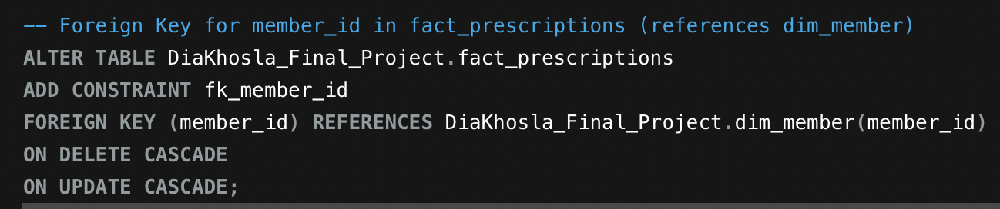 -- Foreign Key for member_id in fact_prescriptions (references dim_member)
ALTER TABLE DiaKhosla_Final_Project.fact_prescriptions
ADD CONSTRAINT fk_member_id
FOREIGN KEY (member_id) REFERENCES DiaKhosla_Final_Project.dim_member(member_id)
ON DELETE CASCADE
ON UPDATE CASCADE;